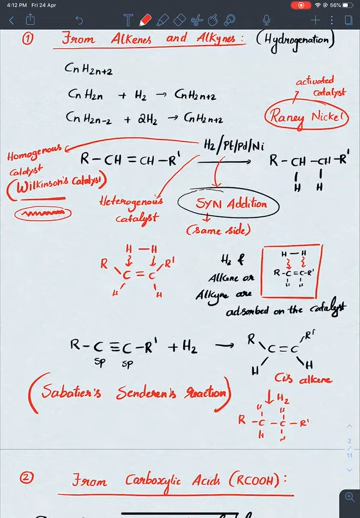 4:12 PM Fri 24 Apr
56%
① From Alkenes and Alkynes: (Hydrogenation)
CnH2n+2
CnH2n + H2 → CnH2n+2
CnH2n-2 + 2H2 → CnH2n+2
activated catalyst
Raney Nickel
Homogenous catalyst
(Wilkinson's Catalyst)
R-CH=CH-R' H2/Pt/Pd/Ni → R-CH-CH-R'
H H
Heterogenous catalyst
SYN Addition
(same side)
H-H
R R'
C=C
H H
H2 &
Alkene or
Alkyne are
adsorbed on the catalyst
H-H
R-C=C-R'
H H
R-C≡C-R' + H2 →
sp sp
R R'
C=C
H H
Cis alkene
(Sabatier's Senderen's Reaction)
↓ H2
H H
R-C-C-R'
H H
2
11
② From Carboxylic Acids (RCOOH):